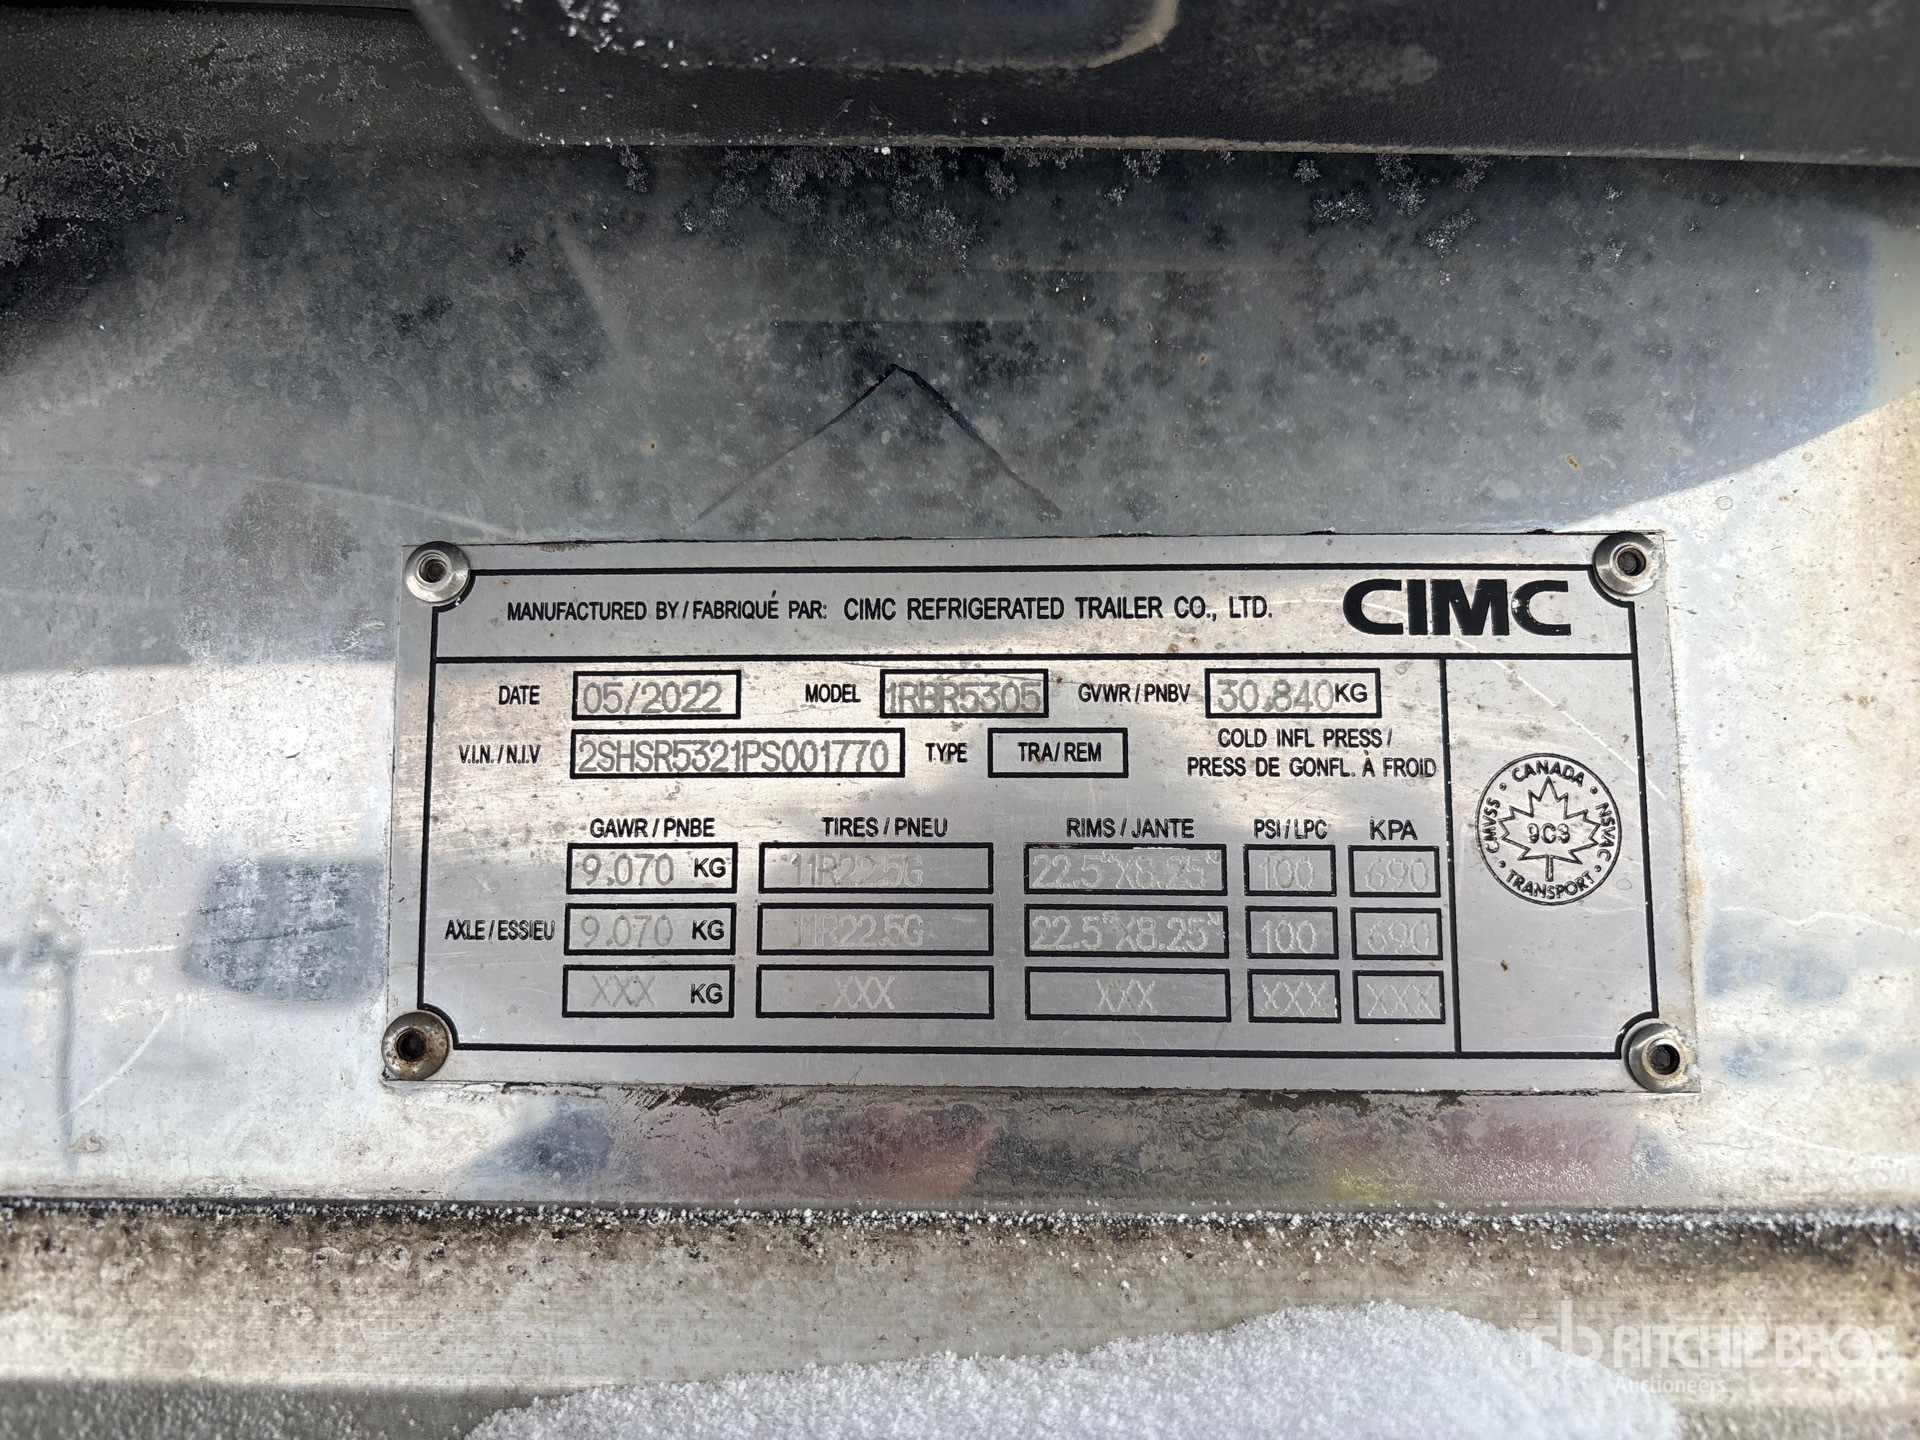 MANUFACTURED BY / FABRIQUÉ PAR: CIMC REFRIGERATED TRAILER CO., LTD. CIMC
DATE 05/2022 MODEL 1RBR5305 GVWR / PNBV 30.840 KG
V.I.N. / N.I.V 2SHSR5321PS001770 TYPE TRA/ REM COLD INFL PRESS /
PRESS DE GONFL. À FROID
GAWR / PNBE TIRES / PNEU RIMS / JANTE PSI / LPC KPA
9.070 KG 11R22.5G 22.5"X8.25" 100 690
AXLE / ESSIEU 9.070 KG 11R22.5G 22.5"X8.25" 100 690
XXX KG XXX XXX XXX XXX
CANADA
CMVSS 9C3 NSVAC
TRANSPORT
rb RITCHIE BROS
Auctioneers